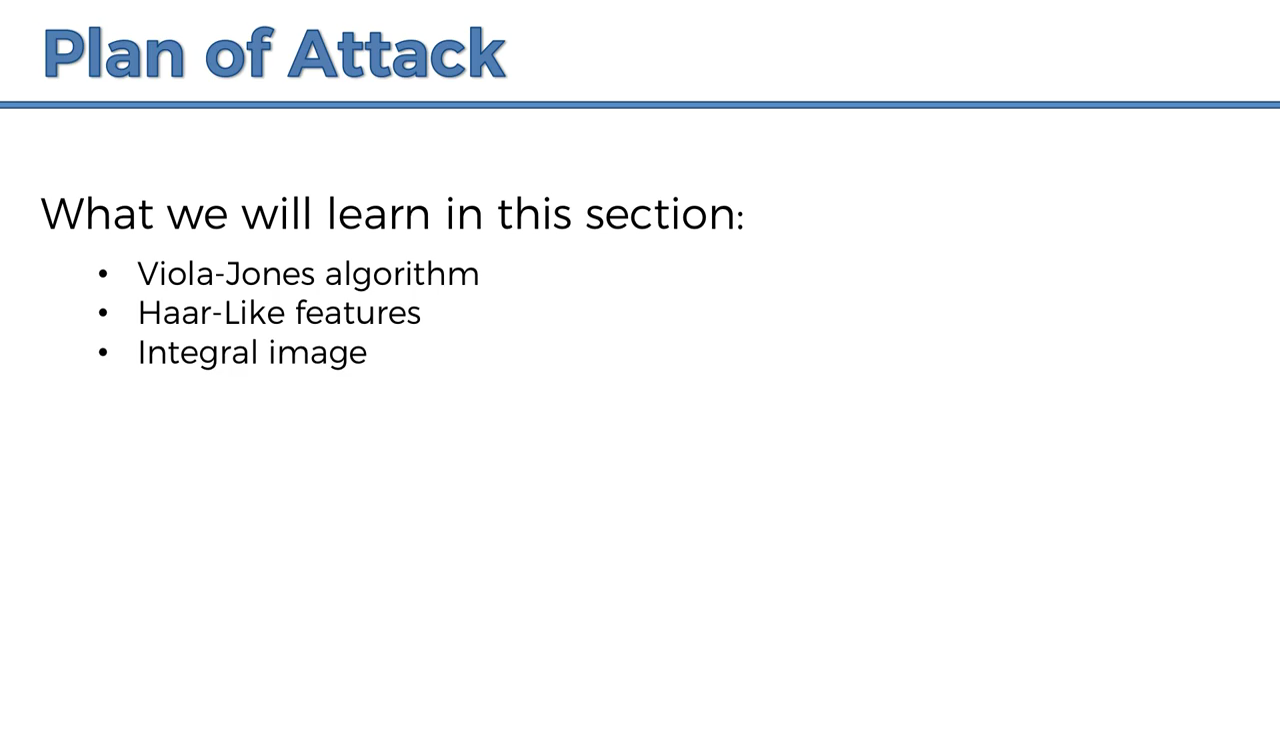 Plan of Attack
What we will learn in this section:
• Viola-Jones algorithm
• Haar-Like features
• Integral image